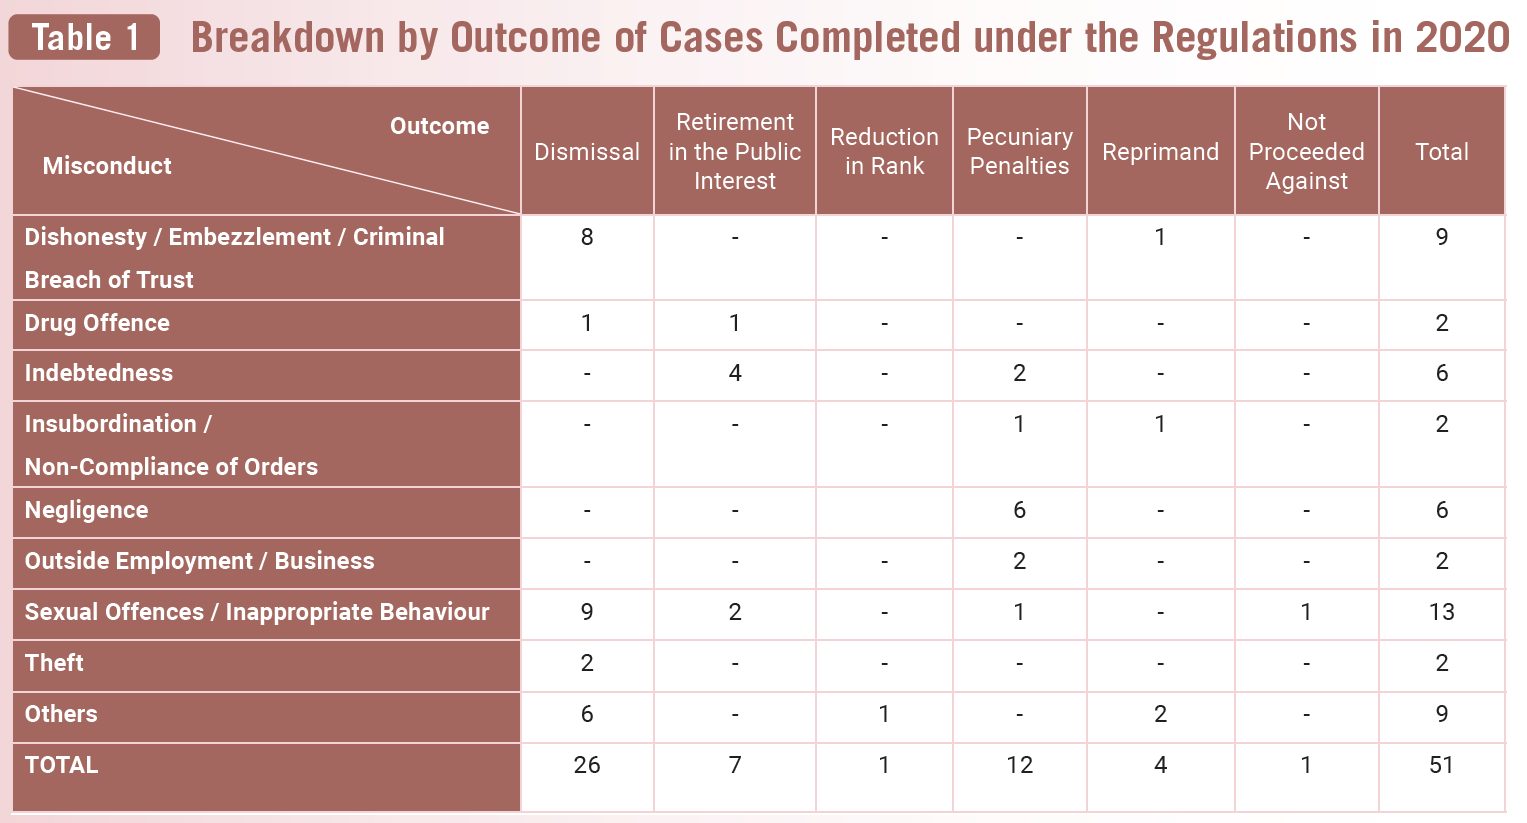 Table 1 Breakdown by Outcome of Cases Completed under the Regulations in 2020
Outcome
Misconduct
Dismissal
Retirement
in the Public
Interest
Reduction
in Rank
Pecuniary
Penalties
Reprimand
Not
Proceeded
Against
Total
Dishonesty / Embezzlement / Criminal 8 - - - 1 - 9
Breach of Trust
Drug Offence 1 1 - - - - 2
Indebtedness - 4 - 2 - - 6
Insubordination / - - - 1 1 - 2
Non-Compliance of Orders
Negligence - - 6 - - 6
Outside Employment / Business - - - 2 - - 2
Sexual Offences / Inappropriate Behaviour 9 2 - 1 - 1 13
Theft 2 - - - - - 2
Others 6 - 1 - 2 - 9
TOTAL 26 7 1 12 4 1 51